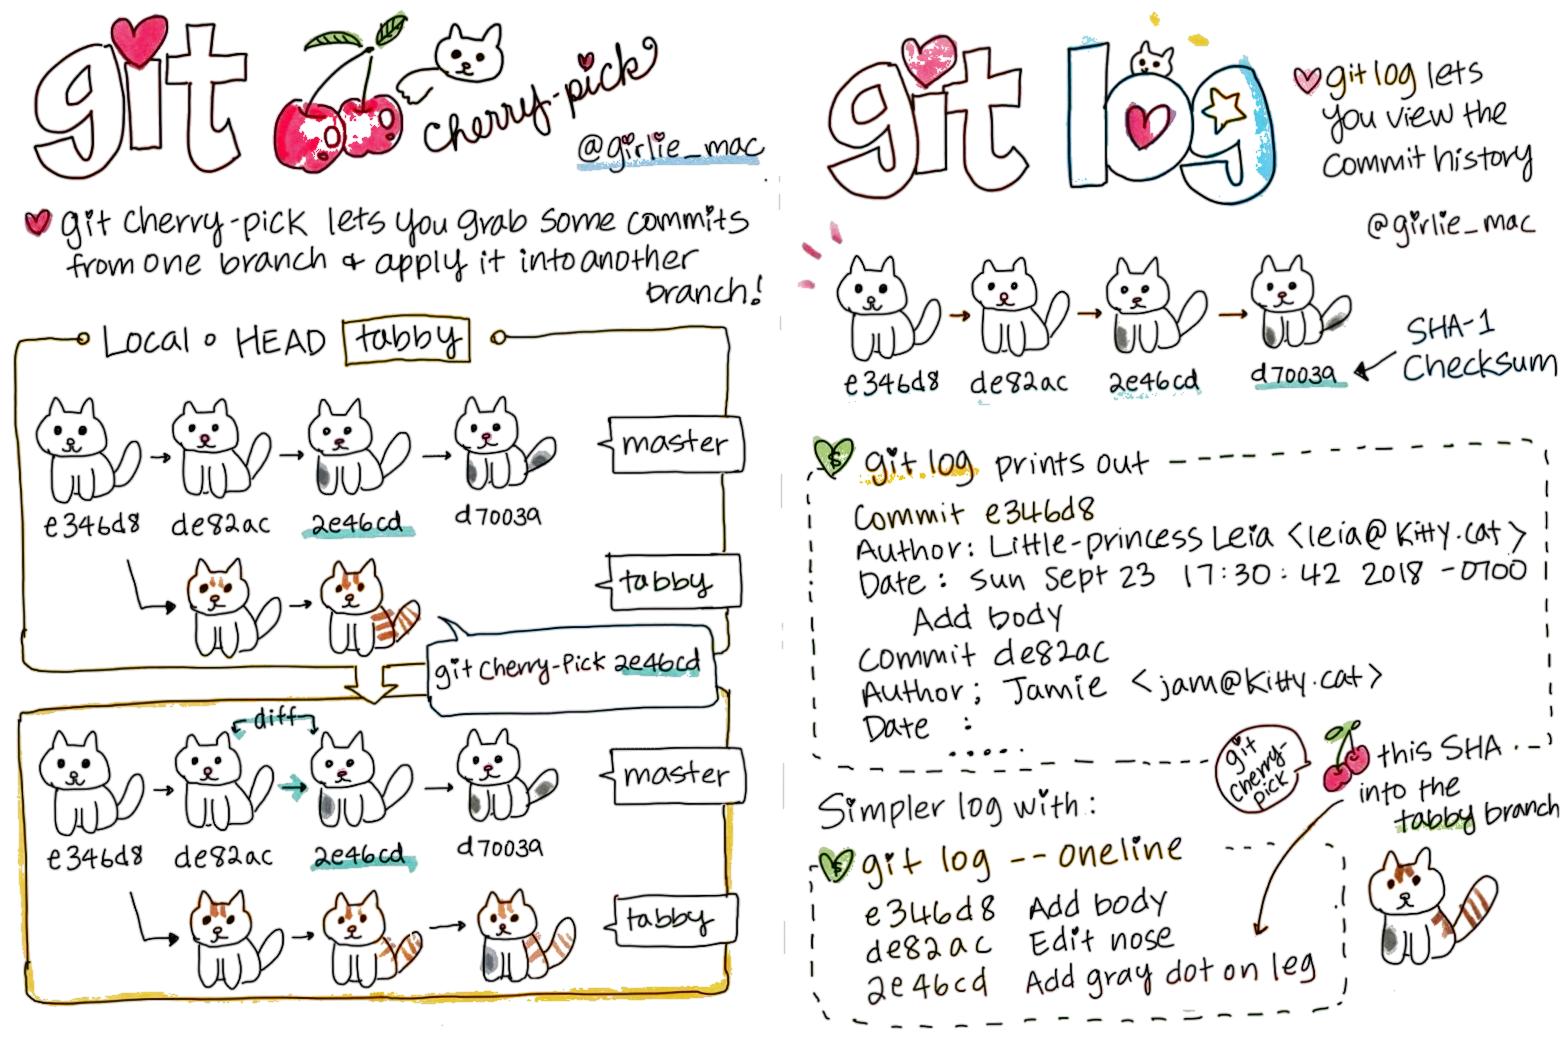 git cherry-pick
@girlie_mac
git cherry-pick lets you grab some commits
from one branch & apply it into another
branch!
Local HEAD tabby
master
e346d8 de82ac 2e46cd d70039
tabby
git cherry-pick 2e46cd
diff
master
e346d8 de82ac 2e46cd d70039
tabby
git log
git log lets
you view the
commit history
@girlie_mac
SHA-1
Checksum
e346d8 de82ac 2e46cd d70039
$ git log prints out
Commit e346d8
Author: Little-princess Leia <leia@kitty.cat>
Date : Sun Sept 23 17:30:42 2018 -0700
Add body
Commit de82ac
Author; Jamie <jam@kitty.cat>
Date :
.....
git
cherry-
pick
this SHA
into the
tabby branch
Simpler log with:
$ git log --oneline
e346d8 Add body
de82ac Edit nose
2e46cd Add gray dot on leg